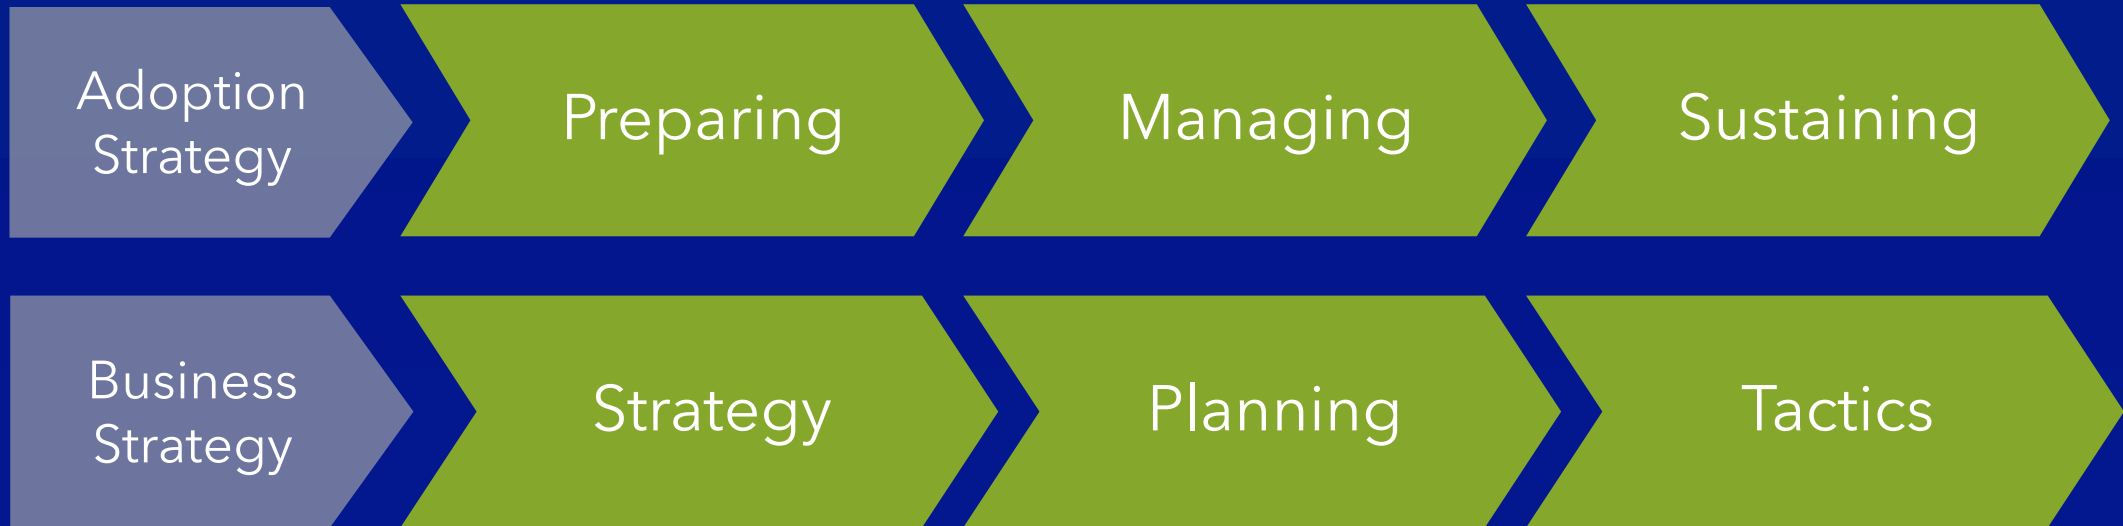 Adoption
Strategy
Preparing
Managing
Sustaining
Business
Strategy
Strategy
Planning
Tactics